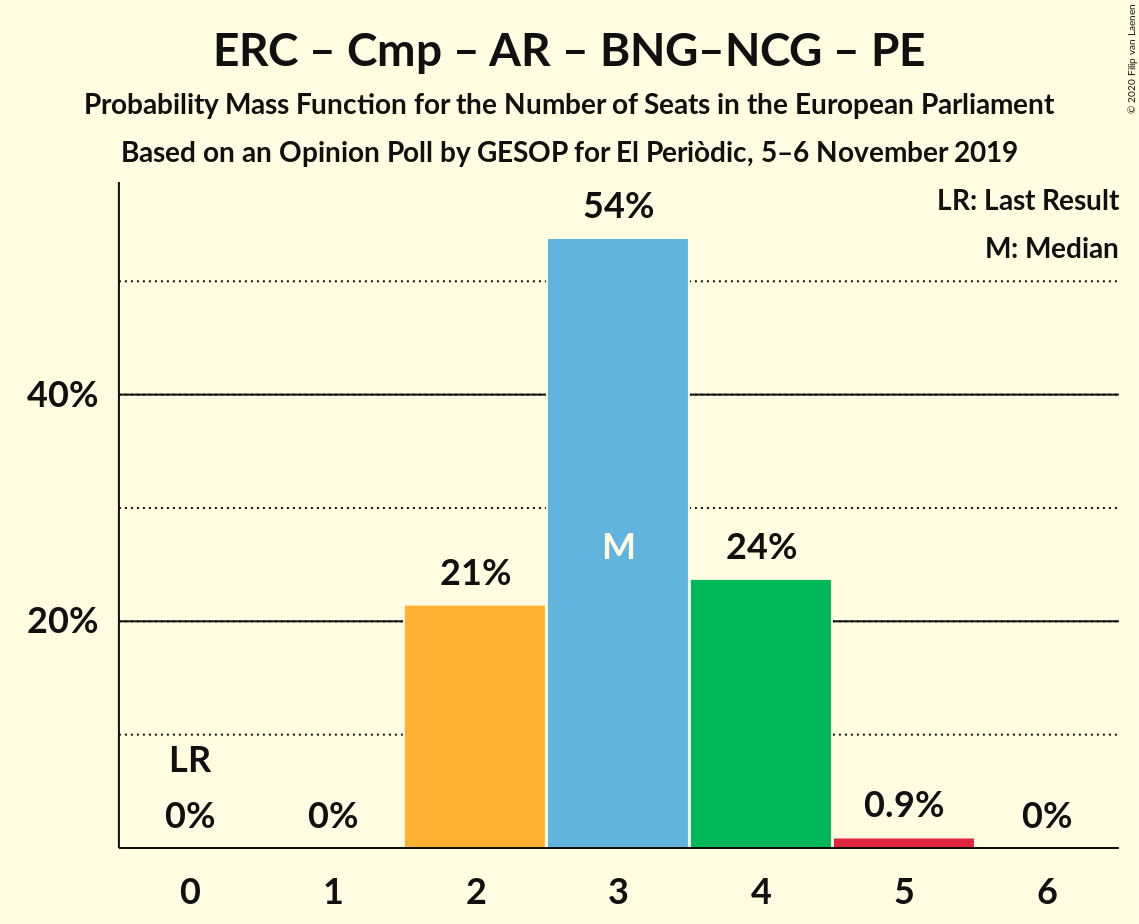 ERC – Cmp – AR – BNG–NCG – PE
Probability Mass Function for the Number of Seats in the European Parliament
Based on an Opinion Poll by GESOP for El Periòdic, 5–6 November 2019
© 2020 Filip van Laenen
LR: Last Result
M: Median
54%
40%
M
24%
21%
20%
LR
0%
0%
0.9%
0%
0 1 2 3 4 5 6